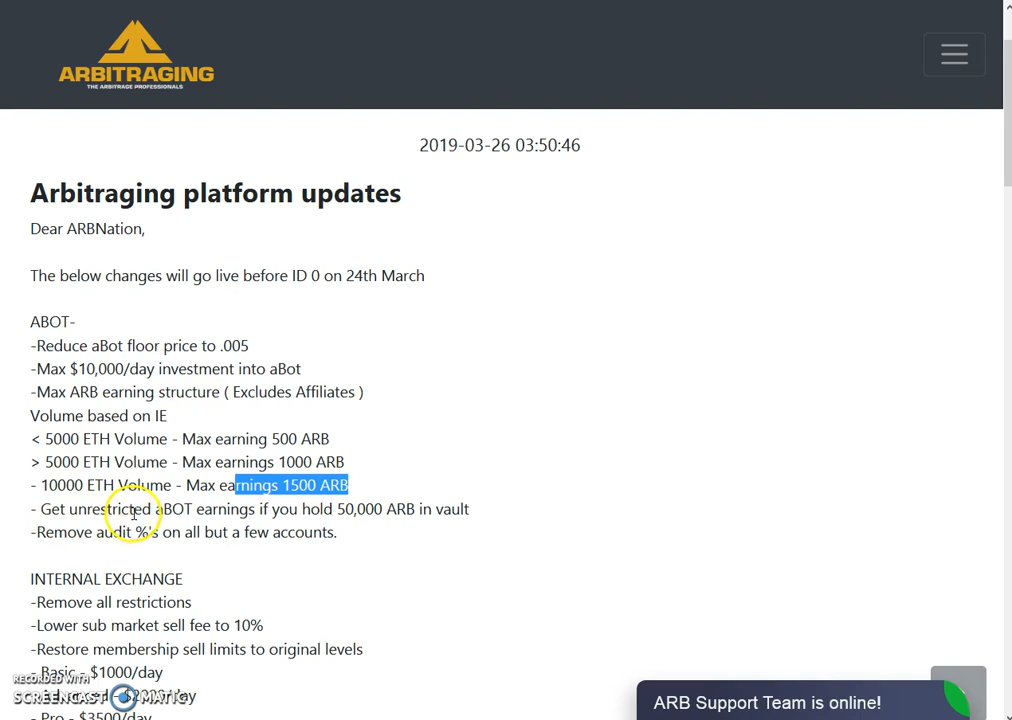 ARBITRAGING
THE ARBITRAGE PROFESSIONALS
2019-03-26 03:50:46
Arbitraging platform updates
Dear ARBNation,
The below changes will go live before ID 0 on 24th March
ABOT-
-Reduce aBot floor price to .005
-Max $10,000/day investment into aBot
-Max ARB earning structure ( Excludes Affiliates )
Volume based on IE
< 5000 ETH Volume - Max earning 500 ARB
> 5000 ETH Volume - Max earnings 1000 ARB
- 10000 ETH Volume - Max earnings 1500 ARB
- Get unrestricted aBOT earnings if you hold 50,000 ARB in vault
-Remove audit %'s on all but a few accounts.
INTERNAL EXCHANGE
-Remove all restrictions
-Lower sub market sell fee to 10%
-Restore membership sell limits to original levels
- Basic - $1000/day
RECORDED WITH
SCREENCAST MATIC
- Pro - $3500/day
ARB Support Team is online!